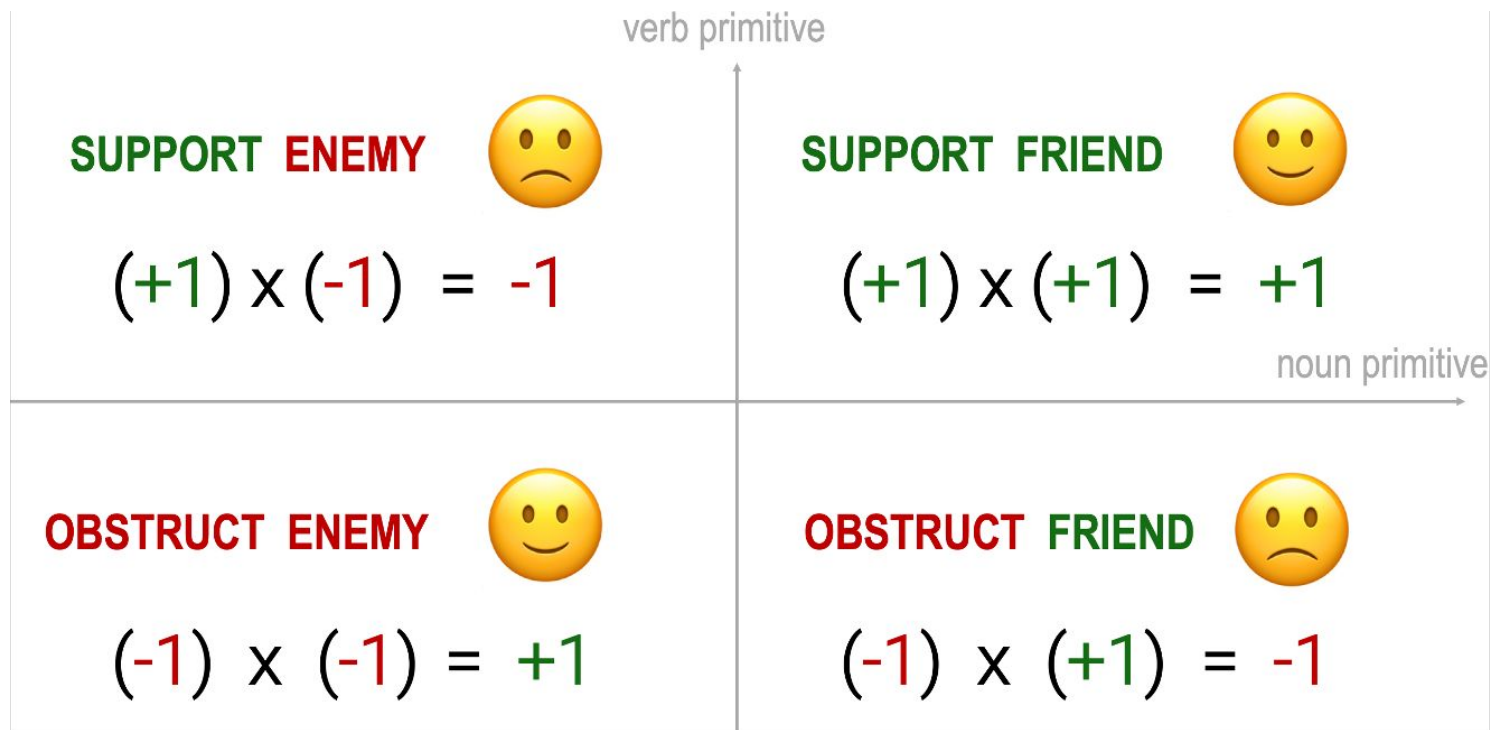 verb primitive
SUPPORT ENEMY
(+1) x (-1) = -1
SUPPORT FRIEND
(+1) x (+1) = +1
noun primitive
OBSTRUCT ENEMY
(-1) x (-1) = +1
OBSTRUCT FRIEND
(-1) x (+1) = -1